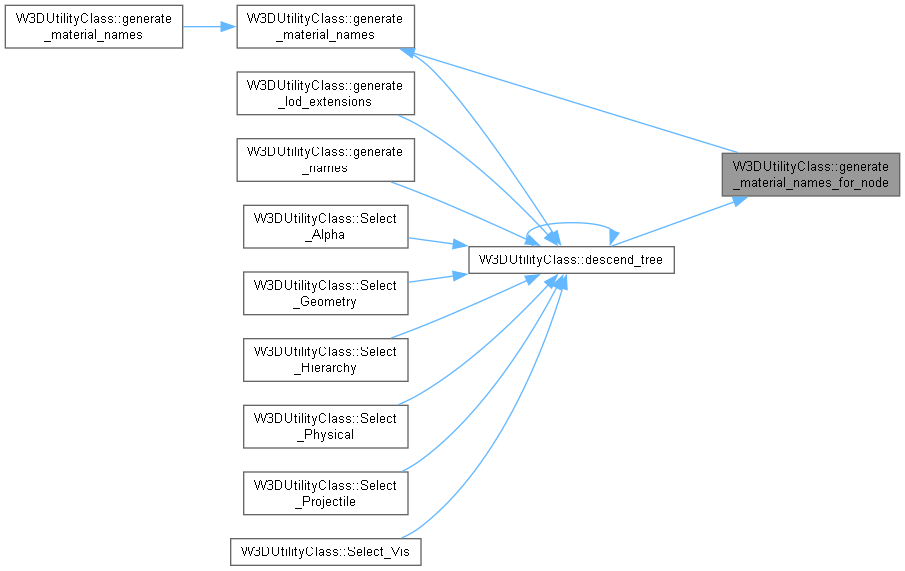 W3DUtilityClass::generate
_material_names
W3DUtilityClass::generate
_material_names
W3DUtilityClass::generate
_lod_extensions
W3DUtilityClass::generate
_names
W3DUtilityClass::Select
_Alpha
W3DUtilityClass::Select
_Geometry
W3DUtilityClass::Select
_Hierarchy
W3DUtilityClass::Select
_Physical
W3DUtilityClass::Select
_Projectile
W3DUtilityClass::Select_Vis
W3DUtilityClass::descend_tree
W3DUtilityClass::generate
_material_names_for_node